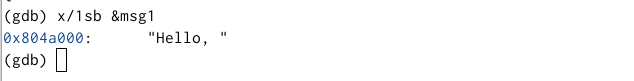 (gdb) x/1sb &msg1
0x804a000:	"Hello, "
(gdb)